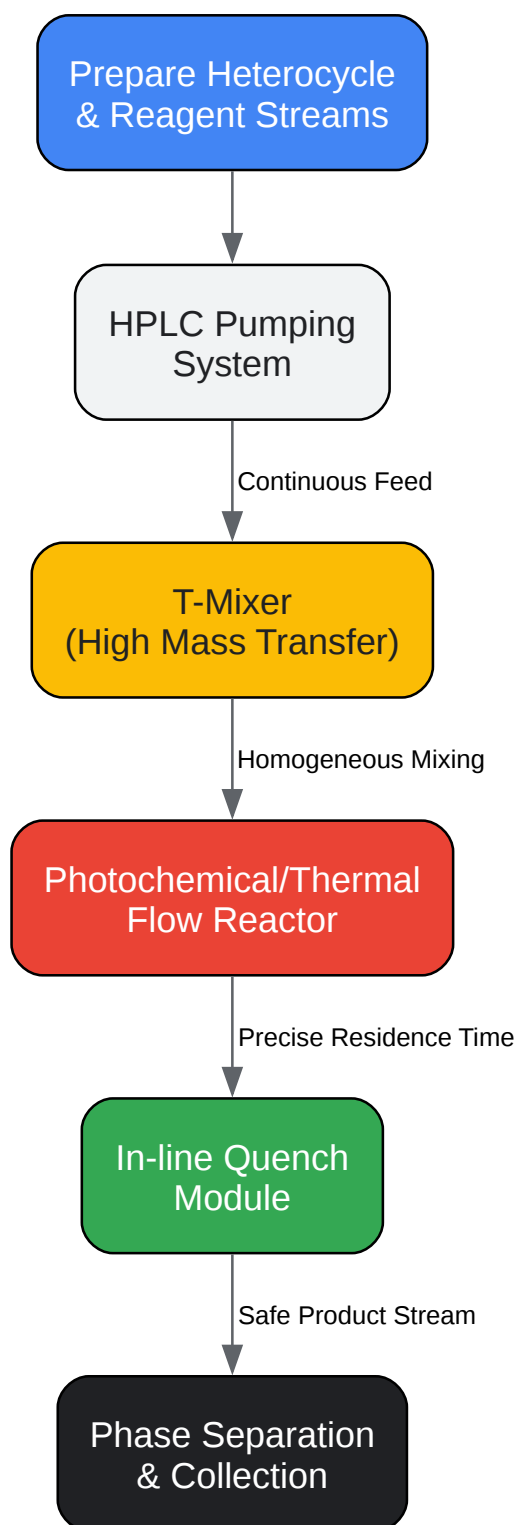 Prepare Heterocycle
& Reagent Streams
HPLC Pumping
System
Continuous Feed
T-Mixer
(High Mass Transfer)
Homogeneous Mixing
Photochemical/Thermal
Flow Reactor
Precise Residence Time
In-line Quench
Module
Safe Product Stream
Phase Separation
& Collection